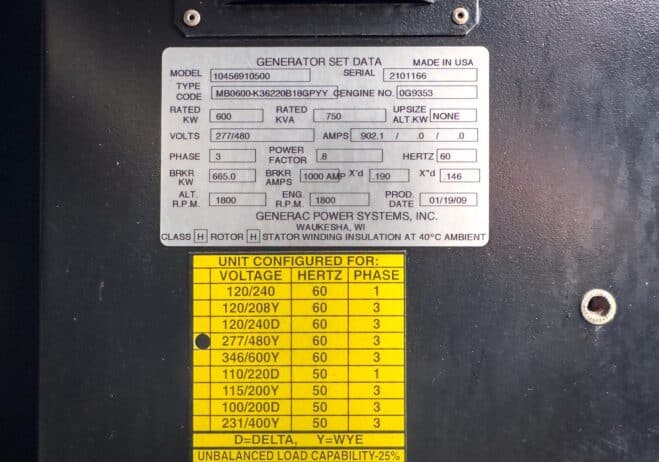 GENERATOR SET DATA MADE IN USA
MODEL 10456910500 SERIAL 2101166
TYPE CODE MB0600-K36220B18GPYY CENGINE NO. 0G9353
RATED KW 600 RATED KVA 750 UPSIZE ALT.KW NONE
VOLTS 277/480 AMPS 902.1 / .0 / .0
PHASE 3 POWER FACTOR .8 HERTZ 60
BRKR KW 665.0 BRKR AMPS 1000 AMP X'd .190 X"d .146
ALT. R.P.M. 1800 ENG. R.P.M. 1800 PROD. DATE 01/19/09
GENERAC POWER SYSTEMS, INC.
WAUKESHA, WI
CLASS H ROTOR H STATOR WINDING INSULATION AT 40°C AMBIENT
UNIT CONFIGURED FOR:
VOLTAGE HERTZ PHASE
120/240 60 1
120/208Y 60 3
120/240D 60 3
277/480Y 60 3
346/600Y 60 3
110/220D 50 1
115/200Y 50 3
100/200D 50 3
231/400Y 50 3
D=DELTA, Y=WYE
UNBALANCED LOAD CAPABILITY-25%